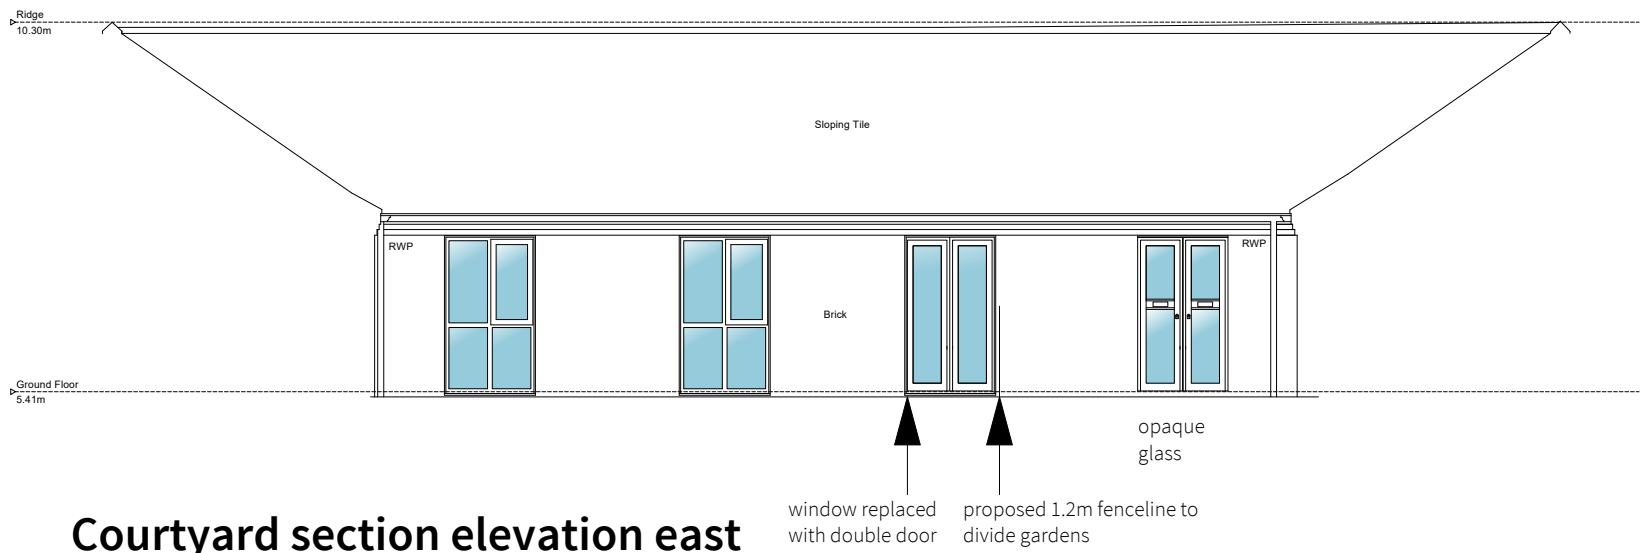 Ridge
10.30m
Sloping Tile
RWP
RWP
Brick
Ground Floor
5.41m
opaque
glass
window replaced
with double door
proposed 1.2m fenceline to
divide gardens
Courtyard section elevation east